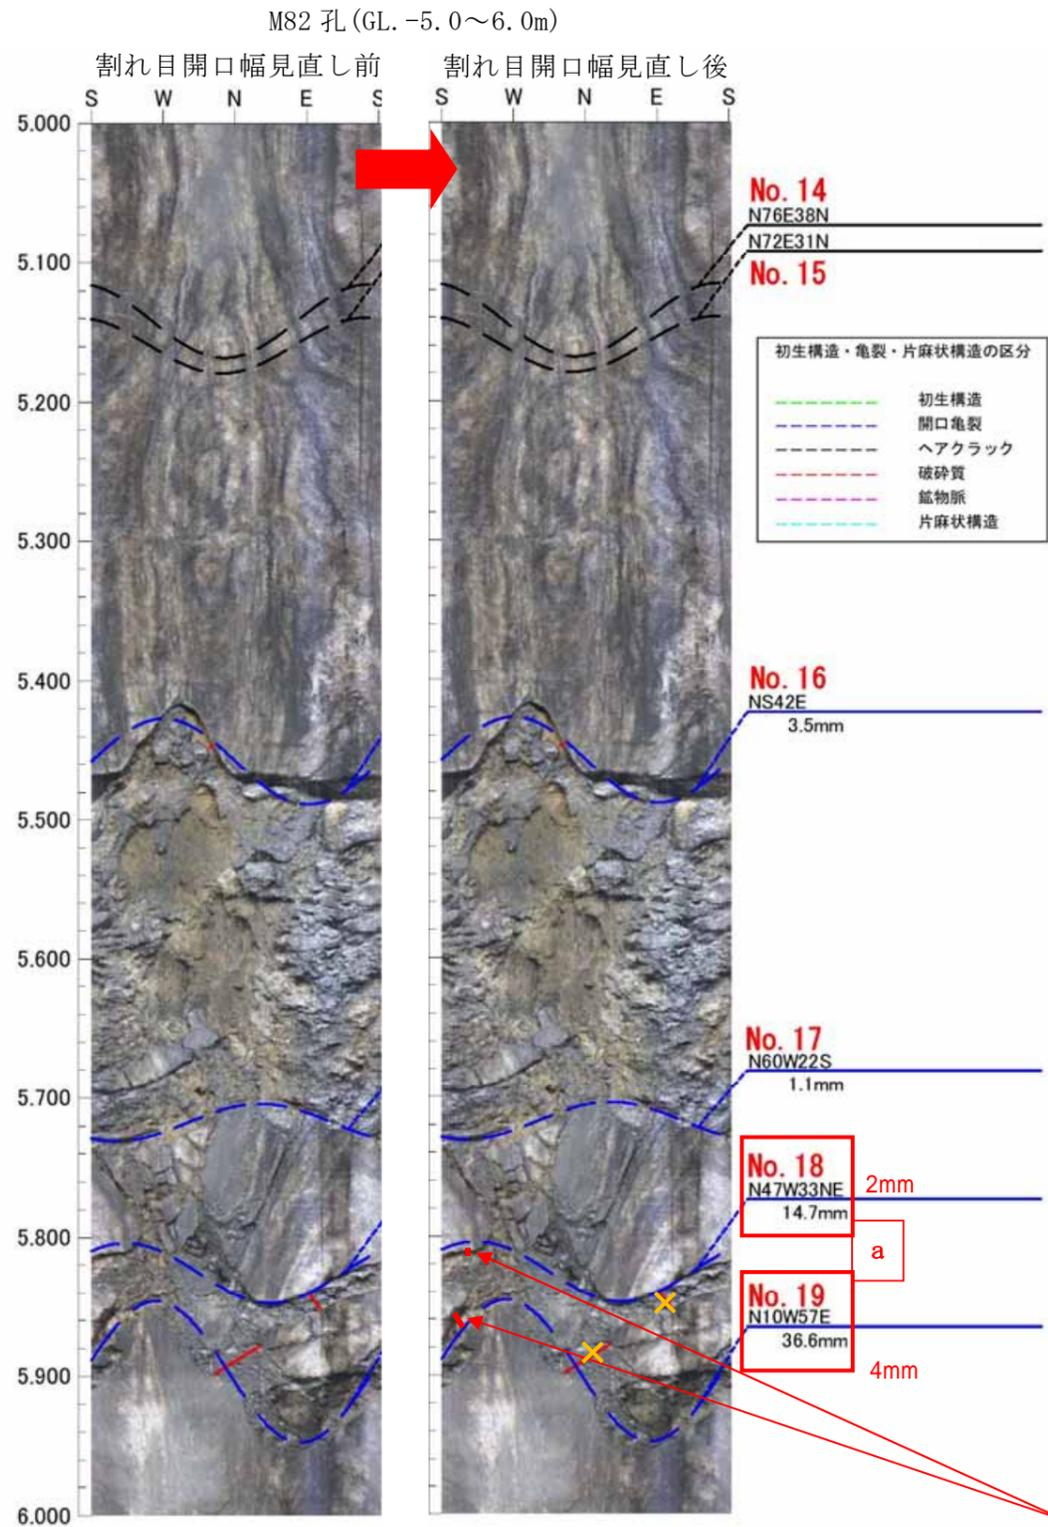 M82 孔(GL.-5.0～6.0m)
割れ目開口幅見直し前
割れ目開口幅見直し後
S W N E S
S W N E S
5.000
5.100
5.200
5.300
5.400
5.500
5.600
5.700
5.800
5.900
6.000
No. 14
N76E38N
N72E31N
No. 15
初生構造・亀裂・片麻状構造の区分
初生構造
開口亀裂
ヘアクラック
破砕質
鉱物脈
片麻状構造
No. 16
NS42E
3.5mm
No. 17
N60W22S
1.1mm
No. 18
N47W33NE
2mm
14.7mm
a
No. 19
N10W57E
36.6mm
4mm